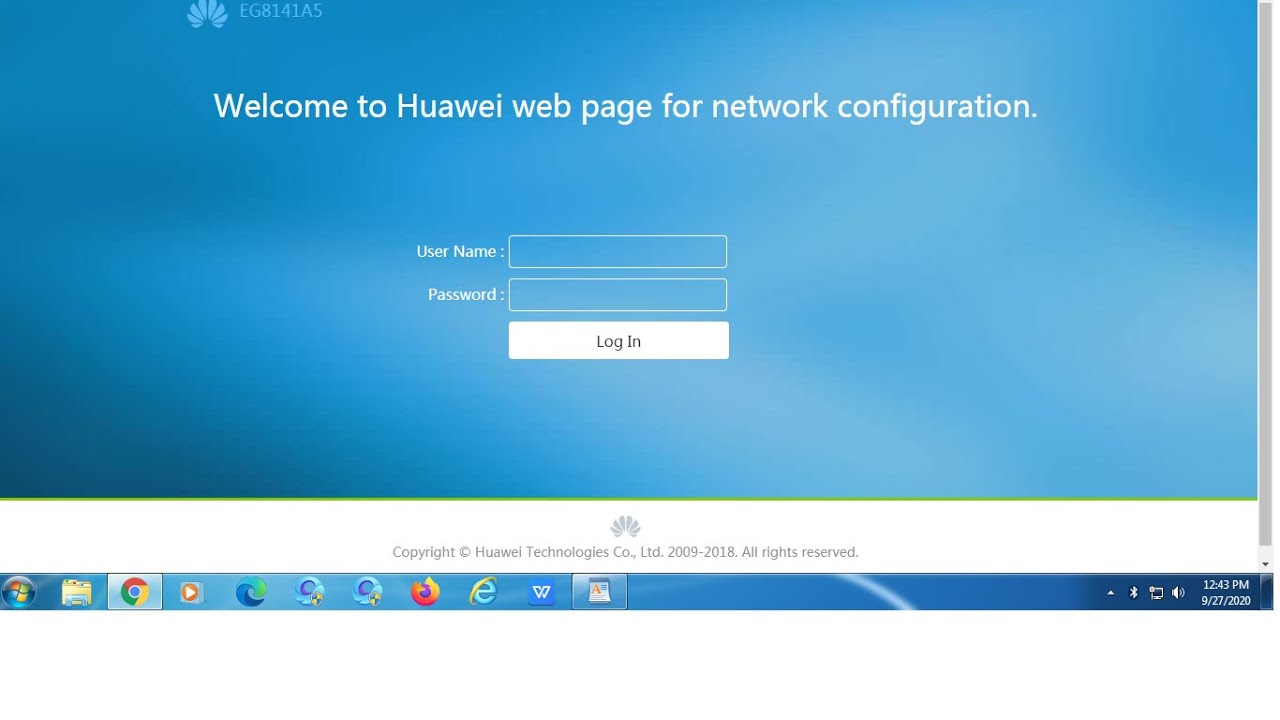 EG8141A5
Welcome to Huawei web page for network configuration.
User Name :
Password :
Log In
Copyright © Huawei Technologies Co., Ltd. 2009-2018. All rights reserved.
12:43 PM
9/27/2020